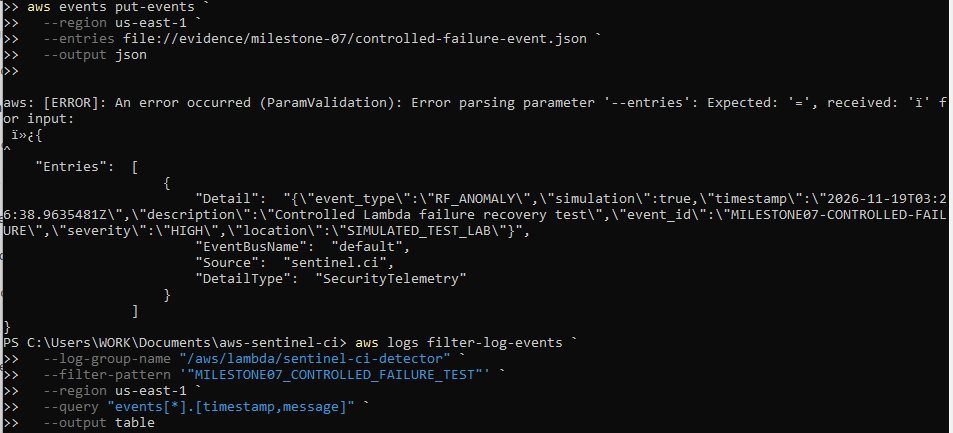 >> aws events put-events `
>>   --region us-east-1 `
>>   --entries file://evidence/milestone-07/controlled-failure-event.json `
>>   --output json
>>
aws: [ERROR]: An error occurred (ParamValidation): Error parsing parameter '--entries': Expected: '=', received: 'ï' f
or input:
ï»¿{
^
    "Entries":  [
                    {
                        "Detail":  "{\"event_type\":\"RF_ANOMALY\",\"simulation\":true,\"timestamp\":\"2026-11-19T03:2
6:38.9635481Z\",\"description\":\"Controlled Lambda failure recovery test\",\"event_id\":\"MILESTONE07-CONTROLLED-FAIL
URE\",\"severity\":\"HIGH\",\"location\":\"SIMULATED_TEST_LAB\"}",
                        "EventBusName":  "default",
                        "Source":  "sentinel.ci",
                        "DetailType":  "SecurityTelemetry"
                    }
                ]
}
PS C:\Users\WORK\Documents\aws-sentinel-ci> aws logs filter-log-events `
>>   --log-group-name "/aws/lambda/sentinel-ci-detector" `
>>   --filter-pattern '"MILESTONE07_CONTROLLED_FAILURE_TEST"' `
>>   --region us-east-1 `
>>   --query "events[*].[timestamp,message]" `
>>   --output table